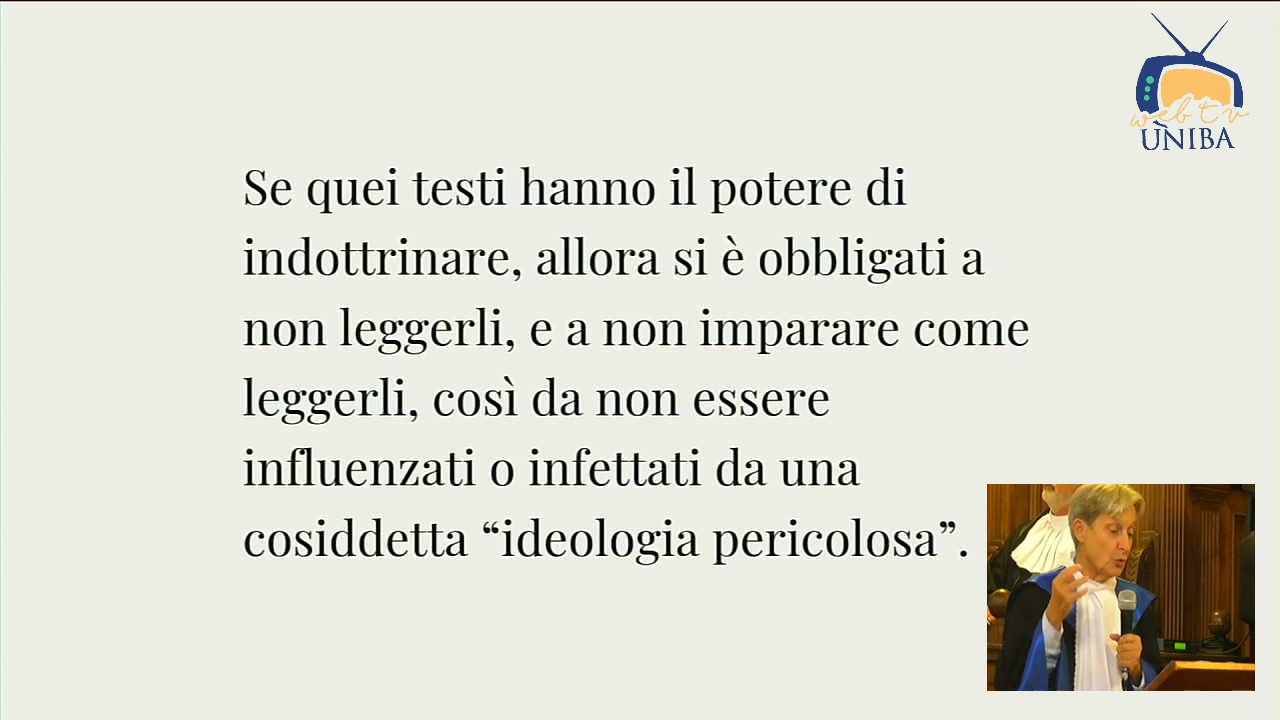 web tv
UNIBA
Se quei testi hanno il potere di
indottrinare, allora si è obbligati a
non leggerli, e a non imparare come
leggerli, così da non essere
influenzati o infettati da una
cosiddetta “ideologia pericolosa”.